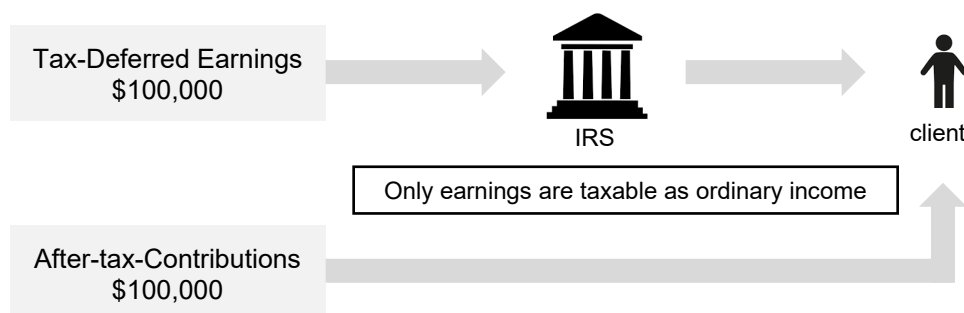 Tax-Deferred Earnings
$100,000
IRS
client
Only earnings are taxable as ordinary income
After-tax-Contributions
$100,000